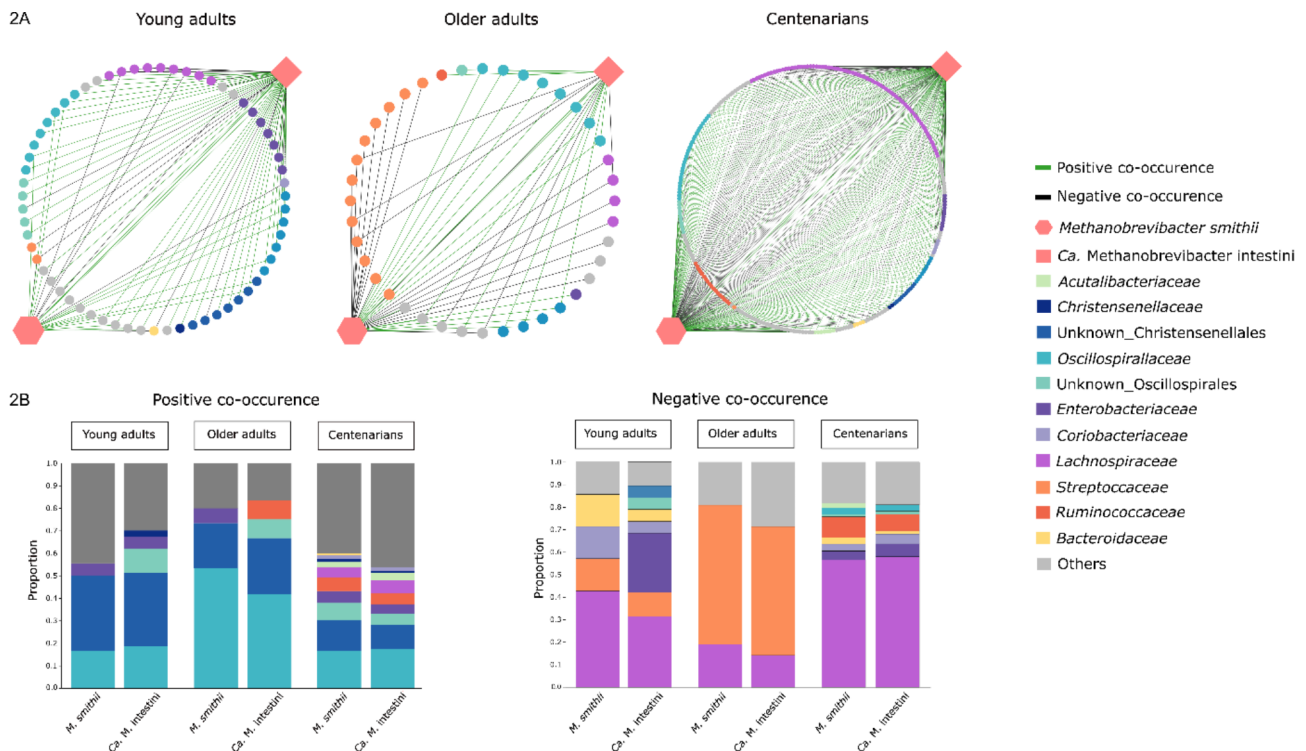 2A
Young adults
Older adults
Centenarians
Positive co-occurence
Negative co-occurence
Methanobrevibacter smithii
Ca. Methanobrevibacter intestini
Acutalibacteriaceae
Christensenellaceae
Unknown_Christensenellales
Oscillospirallaceae
Unknown_Oscillospirales
Enterobacteriaceae
Coriobacteriaceae
Lachnospiraceae
Streptoccaceae
Ruminococcaceae
Bacteroidaceae
Others
2B
Positive co-occurence
Young adults
Older adults
Centenarians
Proportion
1.0
0.9
0.8
0.7
0.6
0.5
0.4
0.3
0.2
0.1
0.0
M. smithii
Ca. M. intestini
M. smithii
Ca. M. intestini
M. smithii
Ca. M. intestini
Negative co-occurence
Young adults
Older adults
Centenarians
Proportion
1.0
0.9
0.8
0.7
0.6
0.5
0.4
0.3
0.2
0.1
0.0
M. smithii
Ca. M. intestini
M. smithii
Ca. M. intestini
M. smithii
Ca. M. intestini